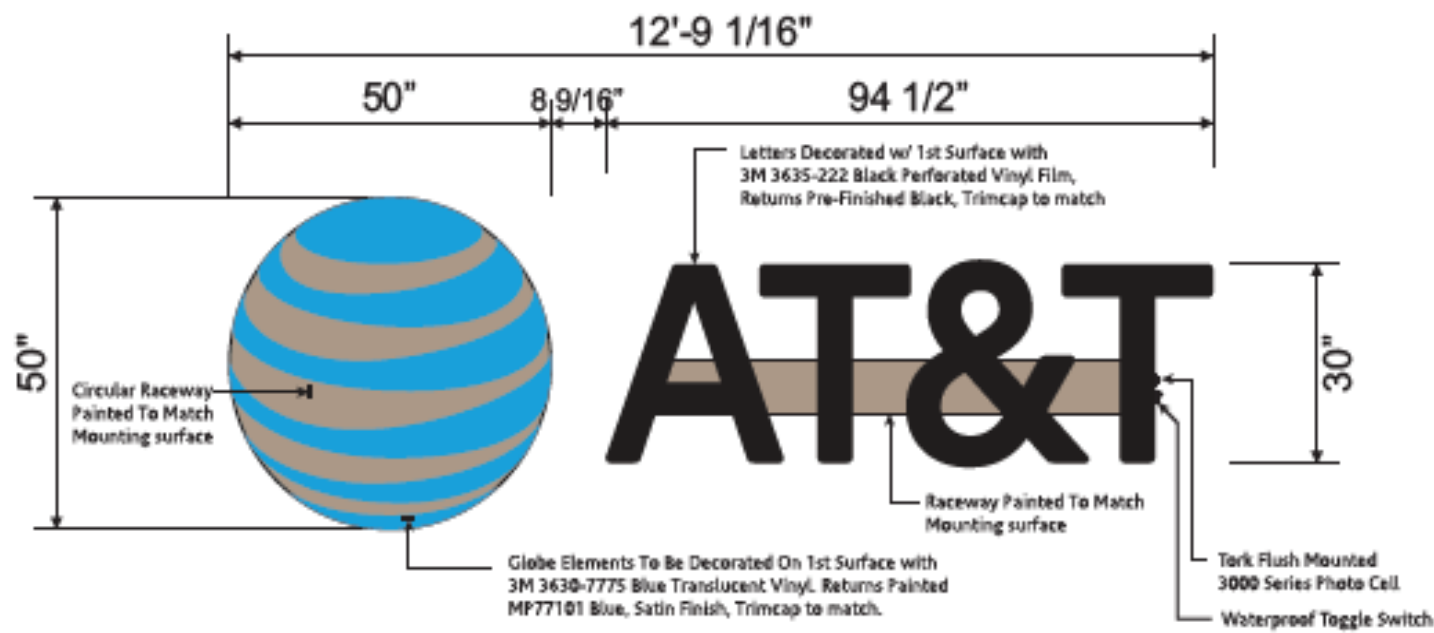 12'-9 1/16"
50" 8 9/16" 94 1/2"
Letters Decorated w/ 1st Surface with
3M 3635-222 Black Perforated Vinyl Film,
Returns Pre-Finished Black, Trimcap to match
AT&T
50"
30"
Circular Raceway
Painted To Match
Mounting surface
Raceway Painted To Match
Mounting surface
Globe Elements To Be Decorated On 1st Surface with
3M 3630-7775 Blue Translucent Vinyl. Returns Painted
MP77101 Blue, Satin Finish, Trimcap to match.
Tork Flush Mounted
3000 Series Photo Cell
Waterproof Toggle Switch